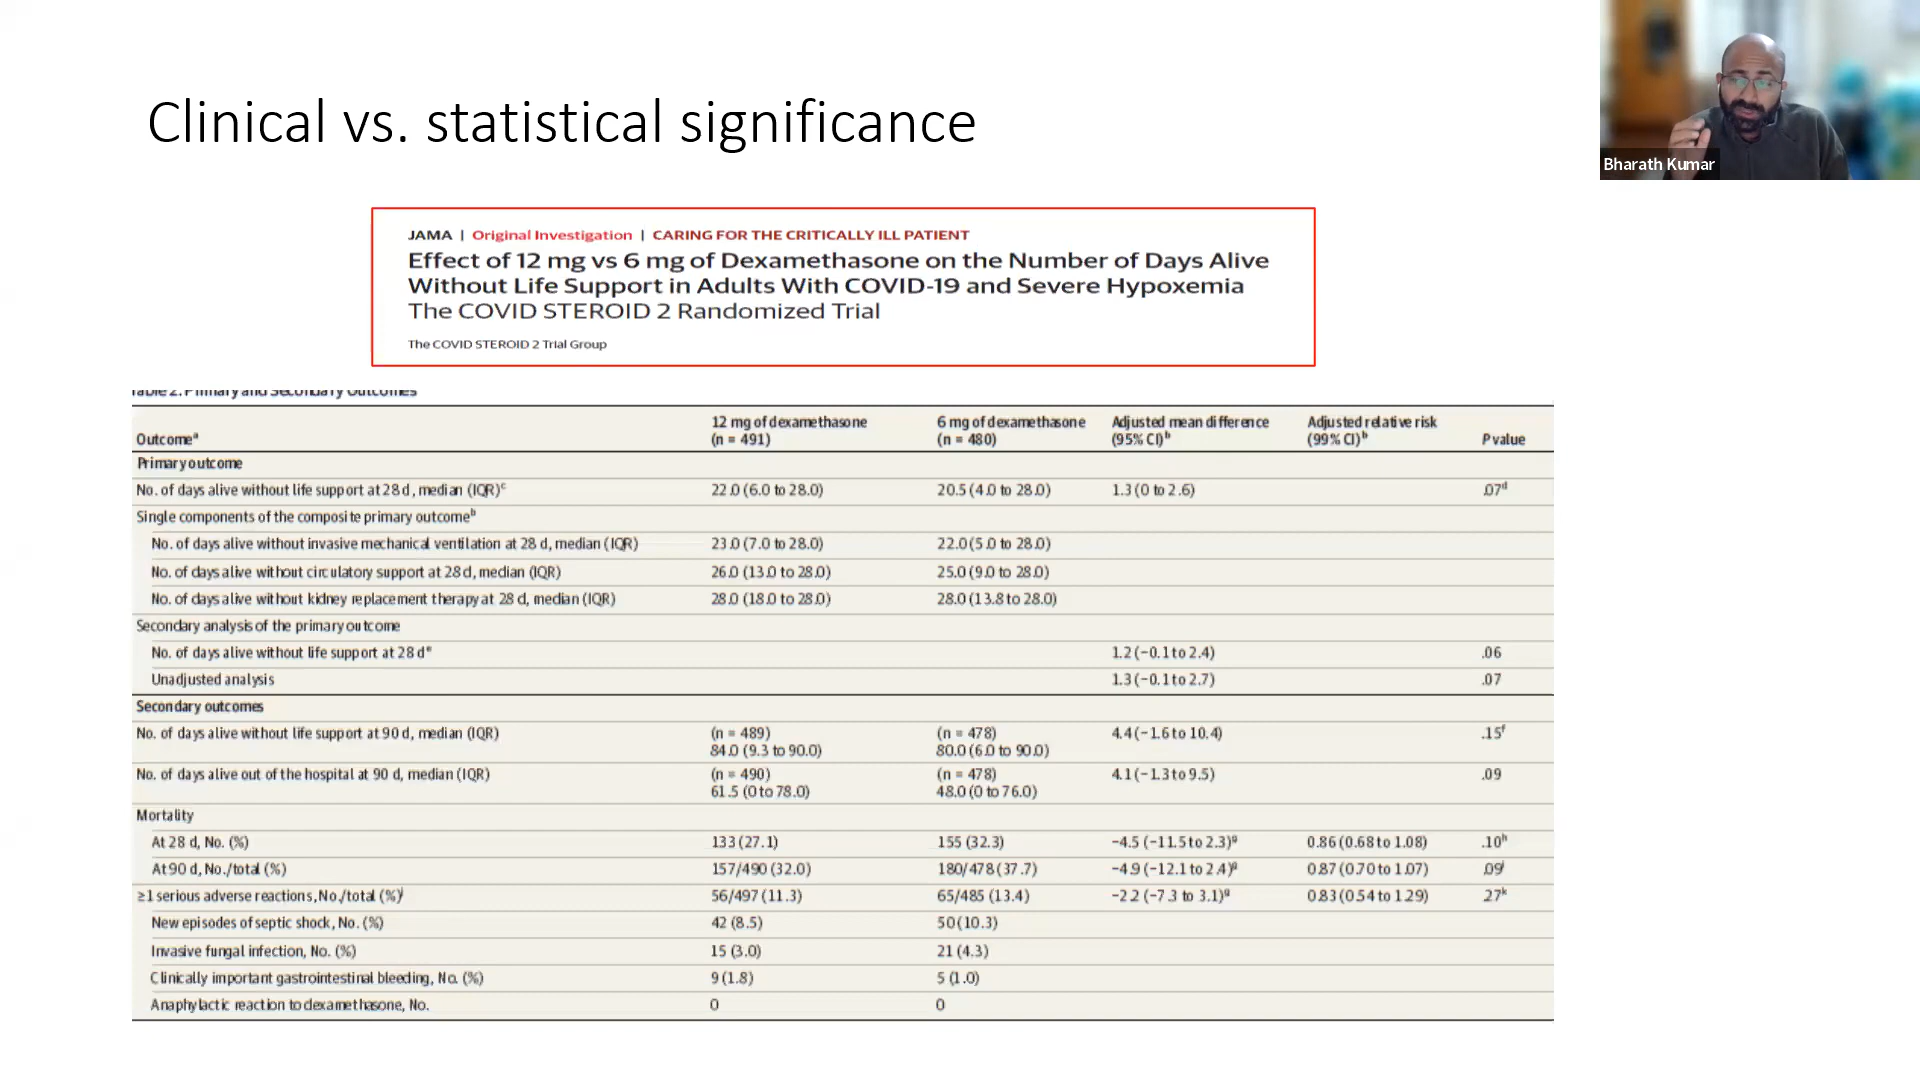 Clinical vs. statistical significance
Bharath Kumar
JAMA | Original Investigation | CARING FOR THE CRITICALLY ILL PATIENT
Effect of 12 mg vs 6 mg of Dexamethasone on the Number of Days Alive
Without Life Support in Adults With COVID-19 and Severe Hypoxemia
The COVID STEROID 2 Randomized Trial
The COVID STEROID 2 Trial Group
Table 2. Primary and Secondary Outcomes
Outcomeᵃ 12 mg of dexamethasone (n = 491) 6 mg of dexamethasone (n = 480) Adjusted mean difference (95% CI)ᵇ Adjusted relative risk (99% CI)ᵇ P value
Primary outcome
No. of days alive without life support at 28 d, median (IQR)ᶜ 22.0 (6.0 to 28.0) 20.5 (4.0 to 28.0) 1.3 (0 to 2.6) .07ᵈ
Single components of the composite primary outcomeᵇ
No. of days alive without invasive mechanical ventilation at 28 d, median (IQR) 23.0 (7.0 to 28.0) 22.0 (5.0 to 28.0)
No. of days alive without circulatory support at 28 d, median (IQR) 26.0 (13.0 to 28.0) 25.0 (9.0 to 28.0)
No. of days alive without kidney replacement therapy at 28 d, median (IQR) 28.0 (18.0 to 28.0) 28.0 (13.8 to 28.0)
Secondary analysis of the primary outcome
No. of days alive without life support at 28 dᵉ 1.2 (−0.1 to 2.4) .06
Unadjusted analysis 1.3 (−0.1 to 2.7) .07
Secondary outcomes
No. of days alive without life support at 90 d, median (IQR) (n = 489) 84.0 (9.3 to 90.0) (n = 478) 80.0 (6.0 to 90.0) 4.4 (−1.6 to 10.4) .15ᶠ
No. of days alive out of the hospital at 90 d, median (IQR) (n = 490) 61.5 (0 to 78.0) (n = 478) 48.0 (0 to 76.0) 4.1 (−1.3 to 9.5) .09
Mortality
At 28 d, No. (%) 133 (27.1) 155 (32.3) −4.5 (−11.5 to 2.3)ᵍ 0.86 (0.68 to 1.08) .10ʰ
At 90 d, No./total (%) 157/490 (32.0) 180/478 (37.7) −4.9 (−12.1 to 2.4)ᵍ 0.87 (0.70 to 1.07) .09ⁱ
≥1 serious adverse reactions, No./total (%)ʲ 56/497 (11.3) 65/485 (13.4) −2.2 (−7.3 to 3.1)ᵍ 0.83 (0.54 to 1.29) .27ᵏ
New episodes of septic shock, No. (%) 42 (8.5) 50 (10.3)
Invasive fungal infection, No. (%) 15 (3.0) 21 (4.3)
Clinically important gastrointestinal bleeding, No. (%) 9 (1.8) 5 (1.0)
Anaphylactic reaction to dexamethasone, No. 0 0